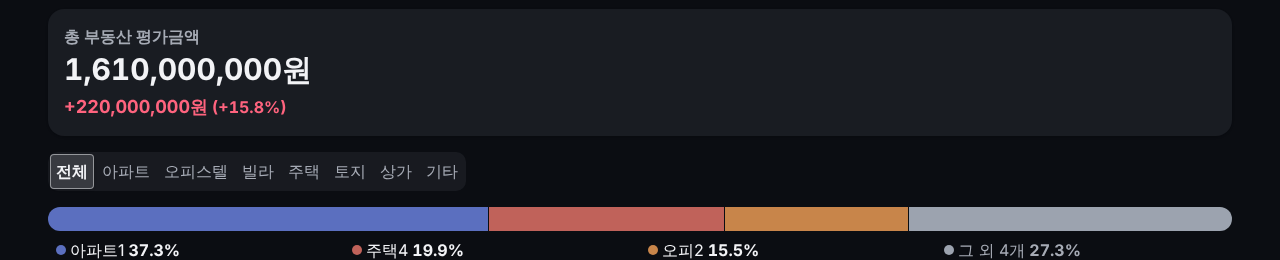 총 부동산 평가금액
1,610,000,000원
+220,000,000원 (+15.8%)
전체 아파트 오피스텔 빌라 주택 토지 상가 기타
아파트1 37.3% 주택4 19.9% 오피2 15.5% 그 외 4개 27.3%